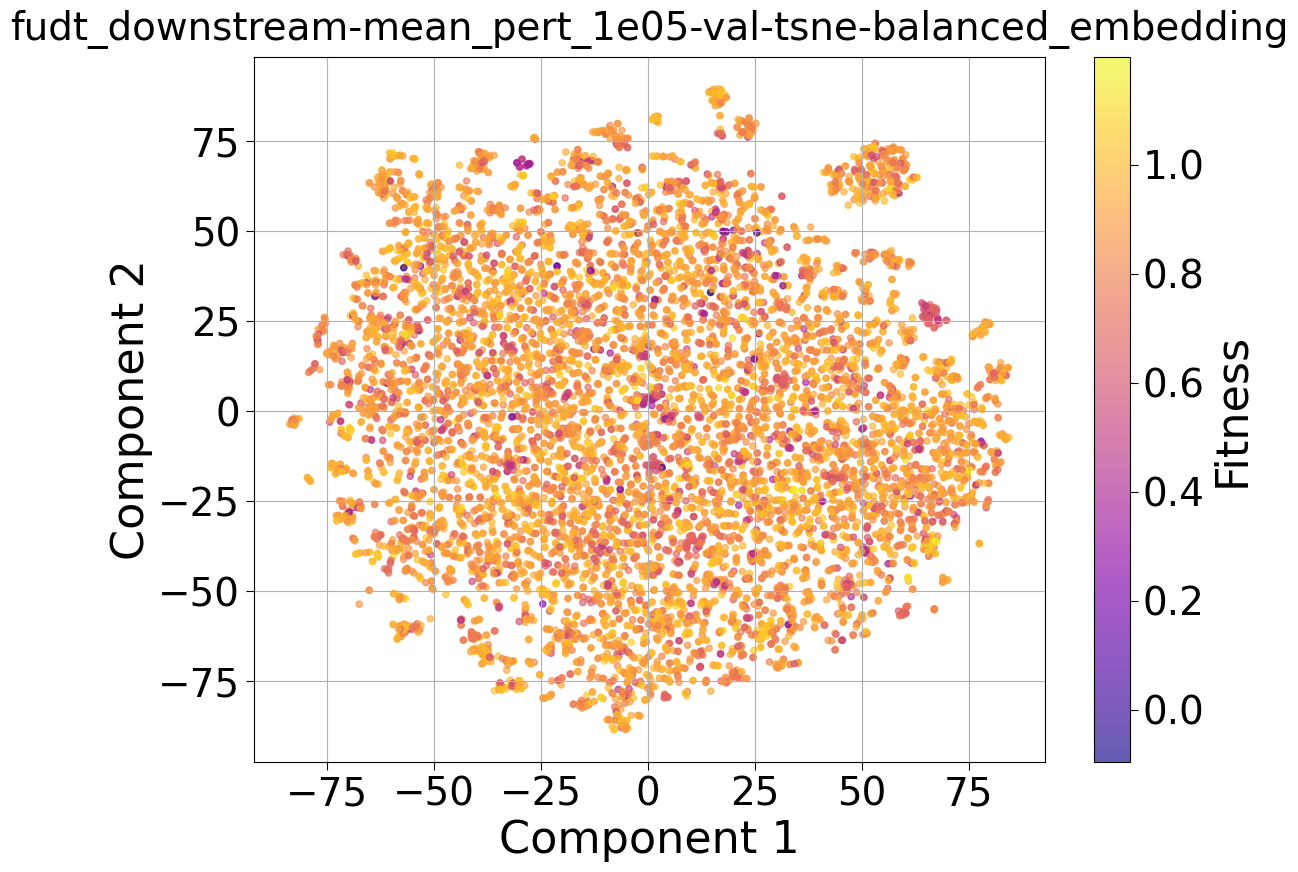 fudt_downstream-mean_pert_1e05-val-tsne-balanced_embedding
75
50
25
0
−25
−50
−75
Component 2
−75 −50 −25 0 25 50 75
Component 1
1.0
0.8
0.6
0.4
0.2
0.0
Fitness